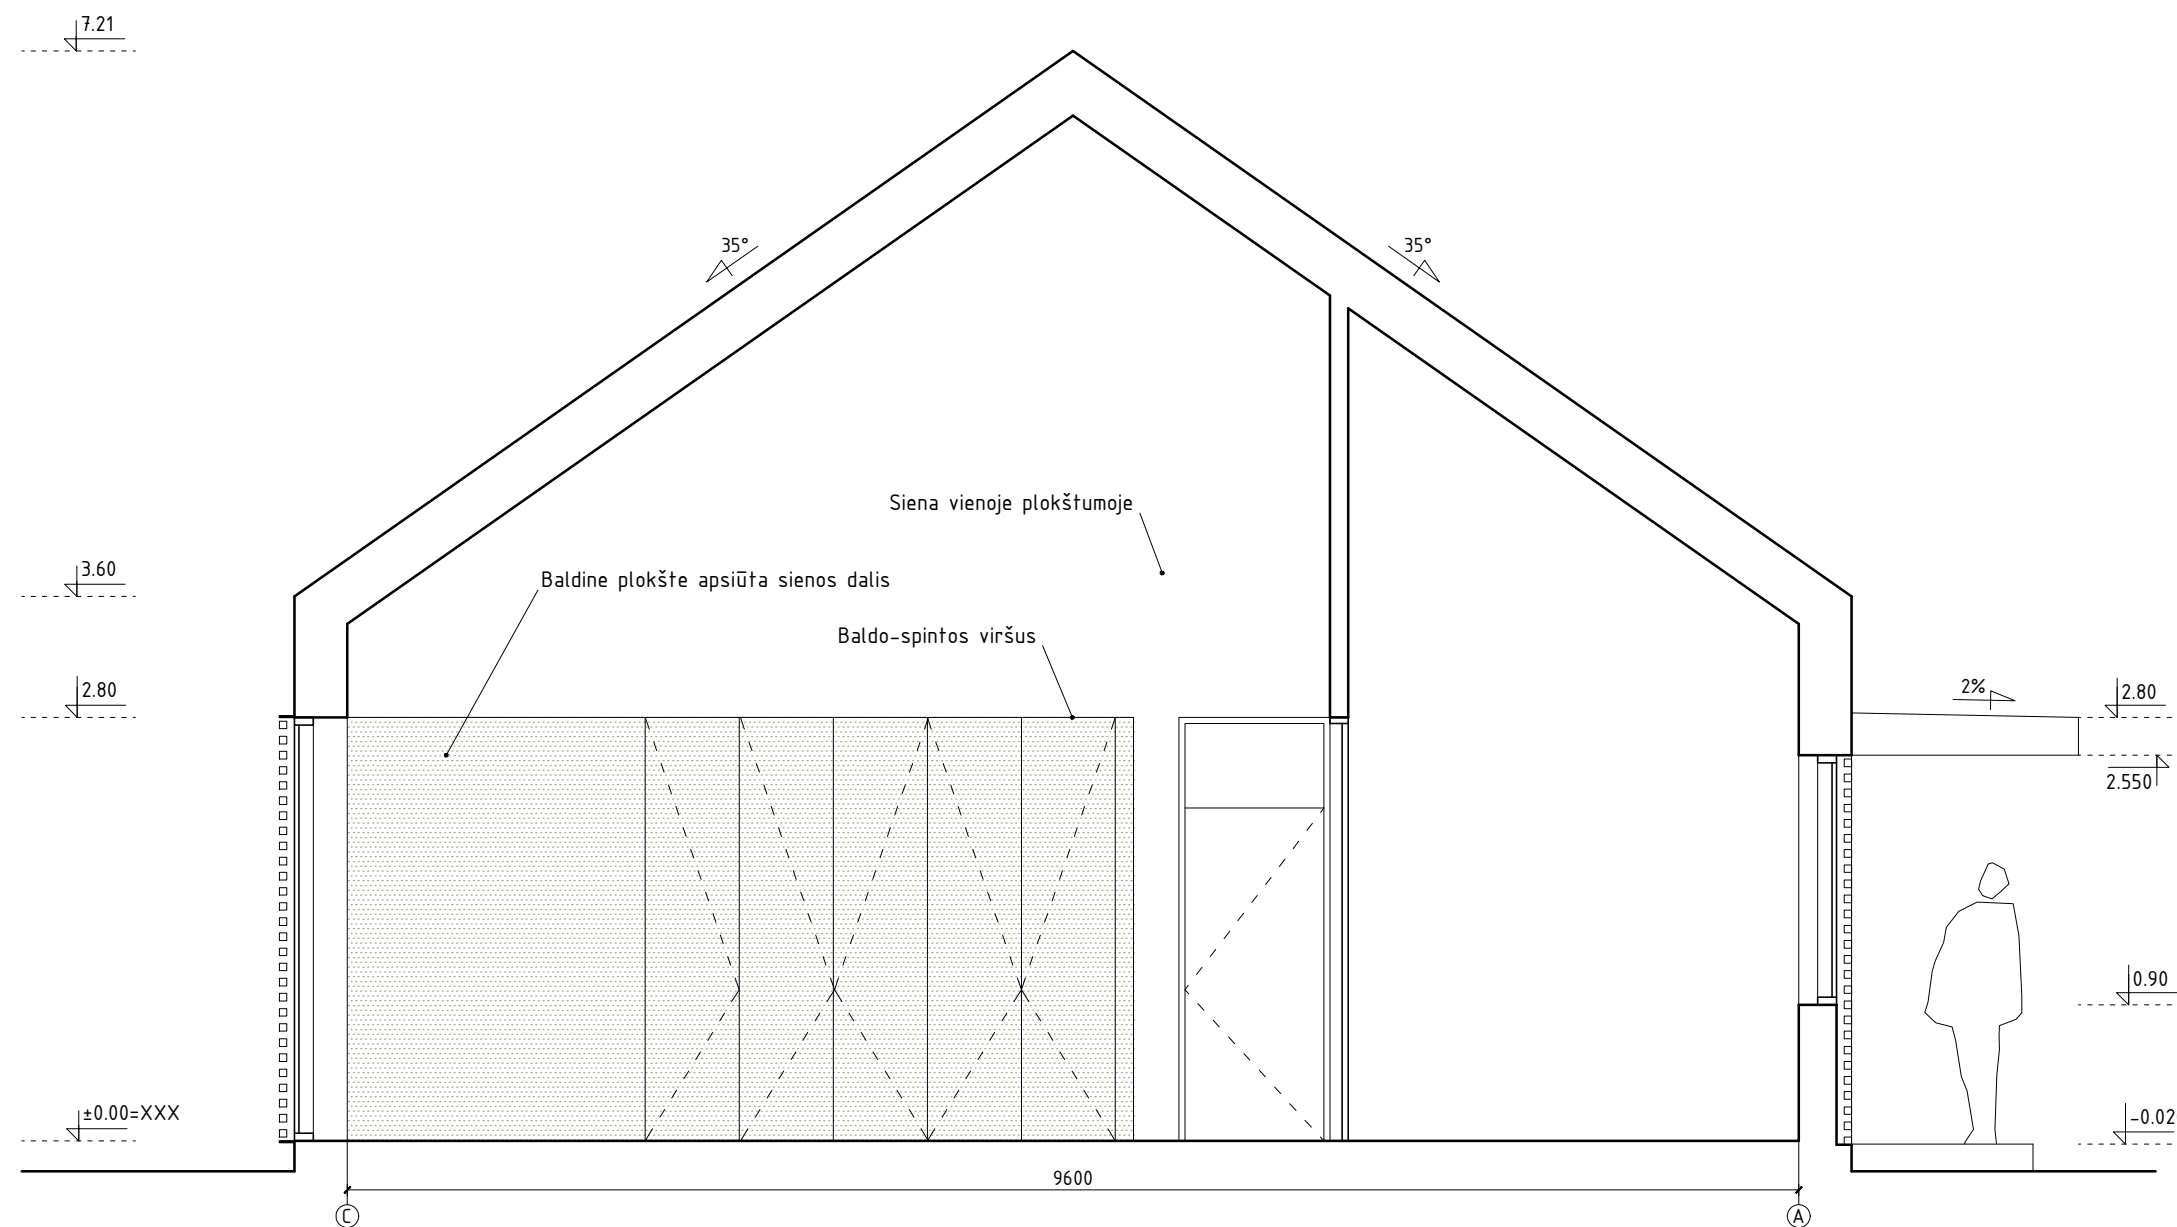 7.21
35°
35°
Siena vienoje plokštumoje
3.60
Baldine plokšte apsiūta sienos dalis
Baldo-spintos viršus
2.80
2%
2.80
2.550
0.90
±0.00=XXX
-0.02
9600
C
A